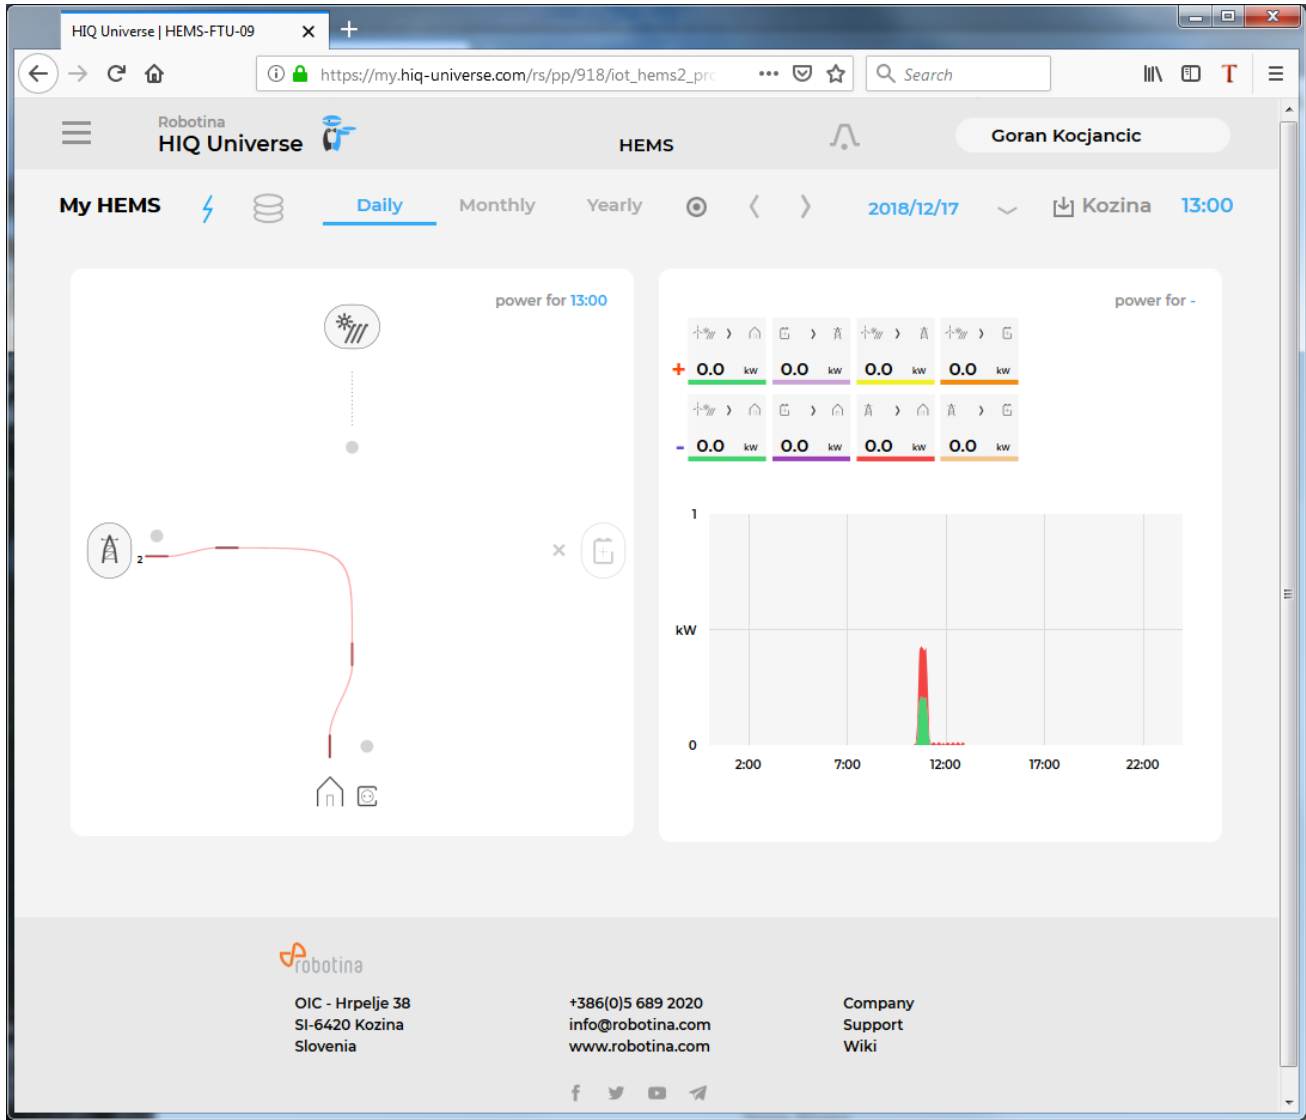 HIQ Universe | HEMS-FTU-09
https://my.hiq-universe.com/rs/pp/918/iot_hems2_prc
Search
T
Robotina
HIQ Universe
HEMS
Goran Kocjancic
My HEMS
Daily
Monthly
Yearly
2018/12/17
Kozina
13:00
power for 13:00
2
power for -
+ 0.0 kw 0.0 kw 0.0 kw 0.0 kw
- 0.0 kw 0.0 kw 0.0 kw 0.0 kw
1
kW
0
2:00 7:00 12:00 17:00 22:00
robotina
OIC - Hrpelje 38
SI-6420 Kozina
Slovenia
+386(0)5 689 2020
info@robotina.com
www.robotina.com
Company
Support
Wiki